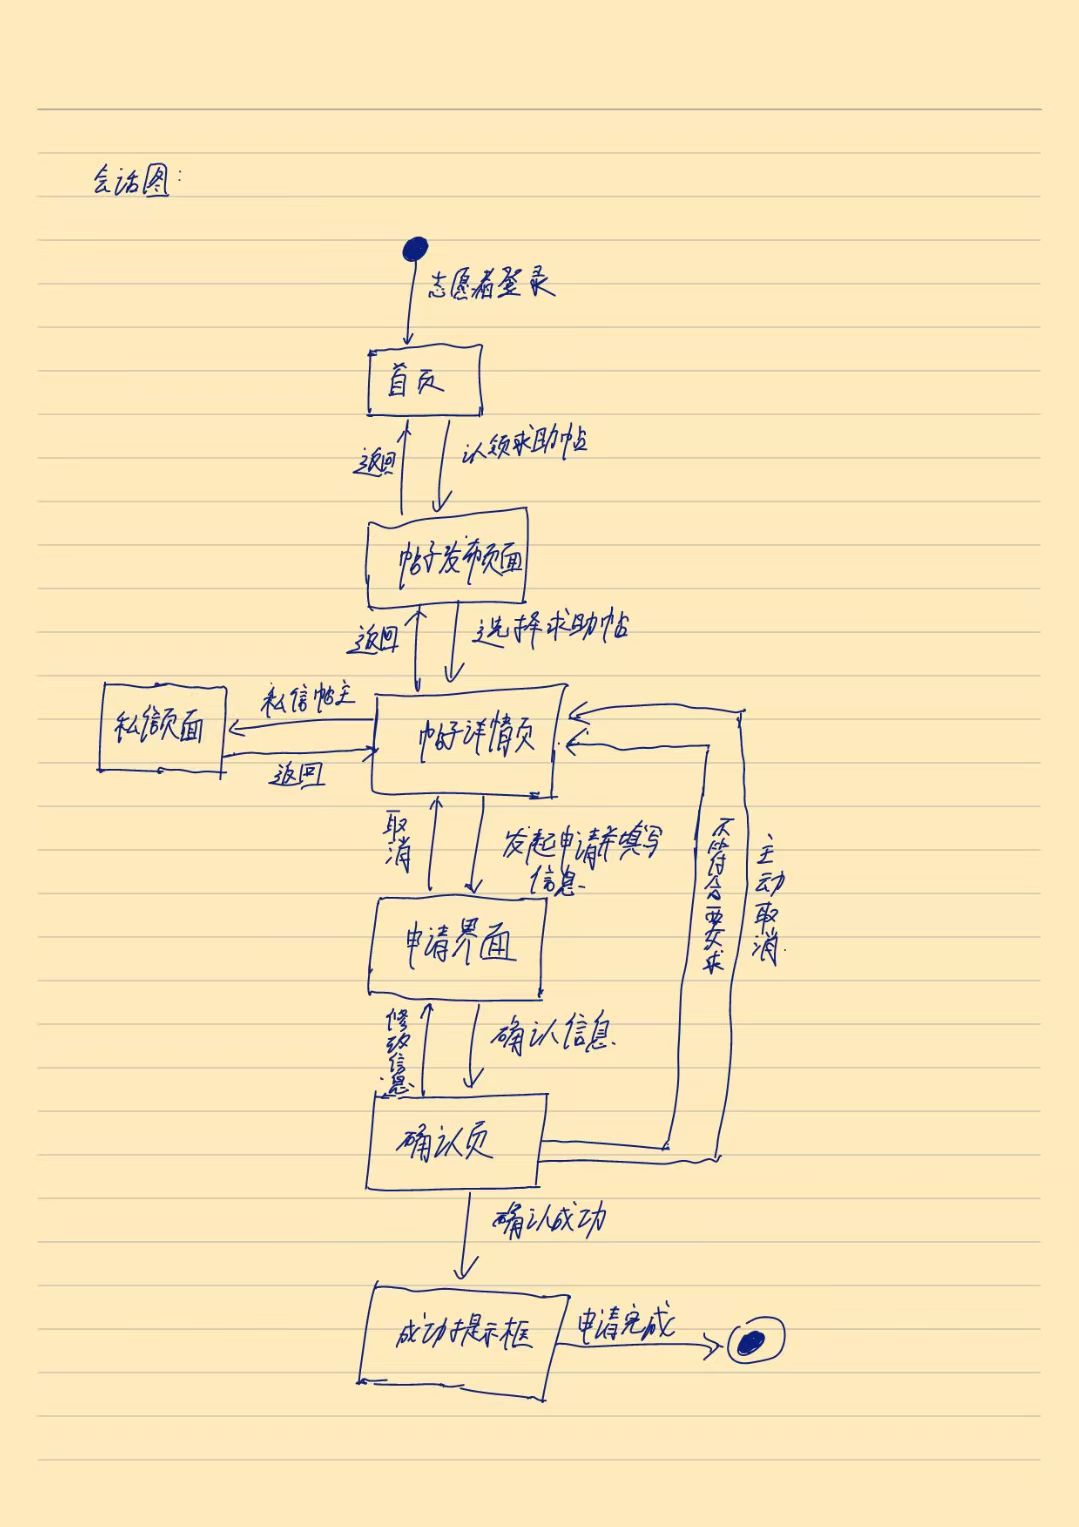 会话图：
志愿者登录
首页
返回
认领求助帖
帖子发布页面
返回
选择求助帖
私信页面
私信帖主
返回
帖子详情页
取消
发起申请并填写
信息
不符合要求
主动取消
申请界面
修改信息
确认信息
确认页
确认成功
成功提示框
申请完成